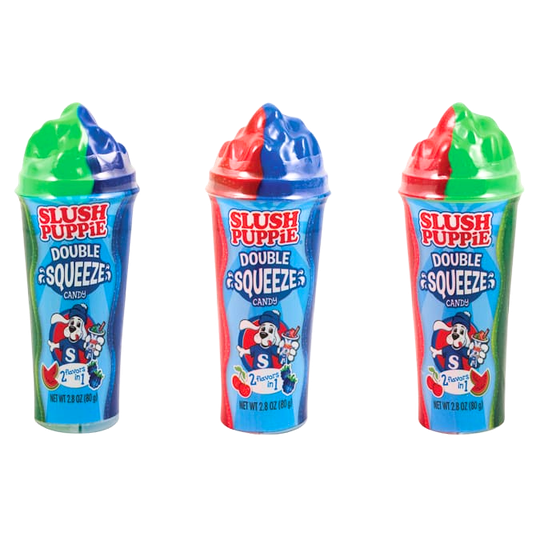 SLUSH
PUPPiE
DOUBLE
SQUEEZE
CANDY
S
2 flavors
in 1
NET WT 2.8 OZ (80g)
SLUSH
PUPPiE
DOUBLE
SQUEEZE
CANDY
S
2 flavors
in 1
NET WT 2.8 OZ (80g)
SLUSH
PUPPiE
DOUBLE
SQUEEZE
CANDY
S
2 flavors
in 1
NET WT 2.8 OZ (80g)